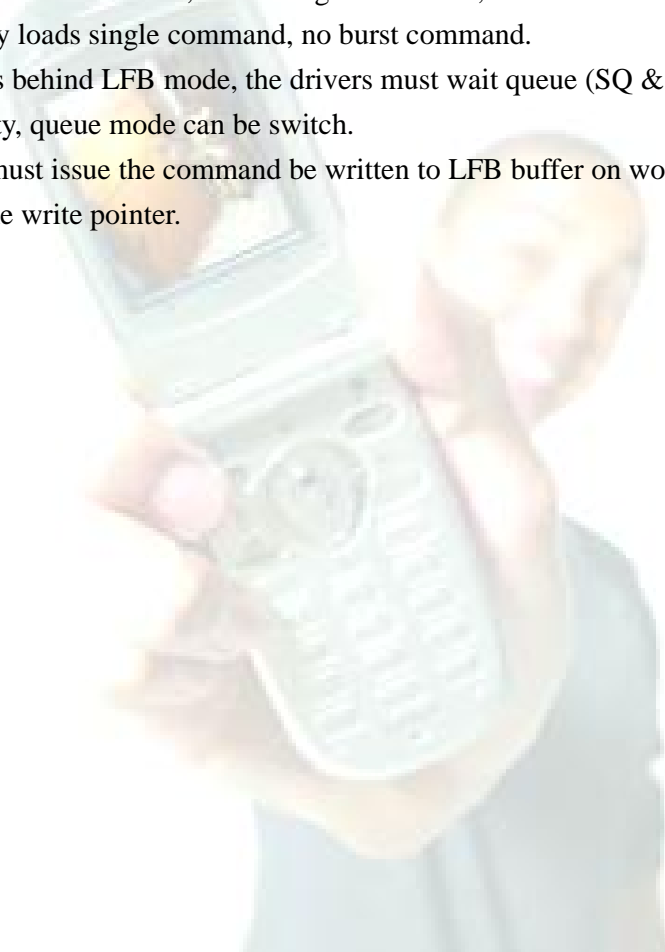 y loads single command, no burst command.
s behind LFB mode, the drivers must wait queue (SQ &
ty, queue mode can be switch.
must issue the command be written to LFB buffer on wo
e write pointer.